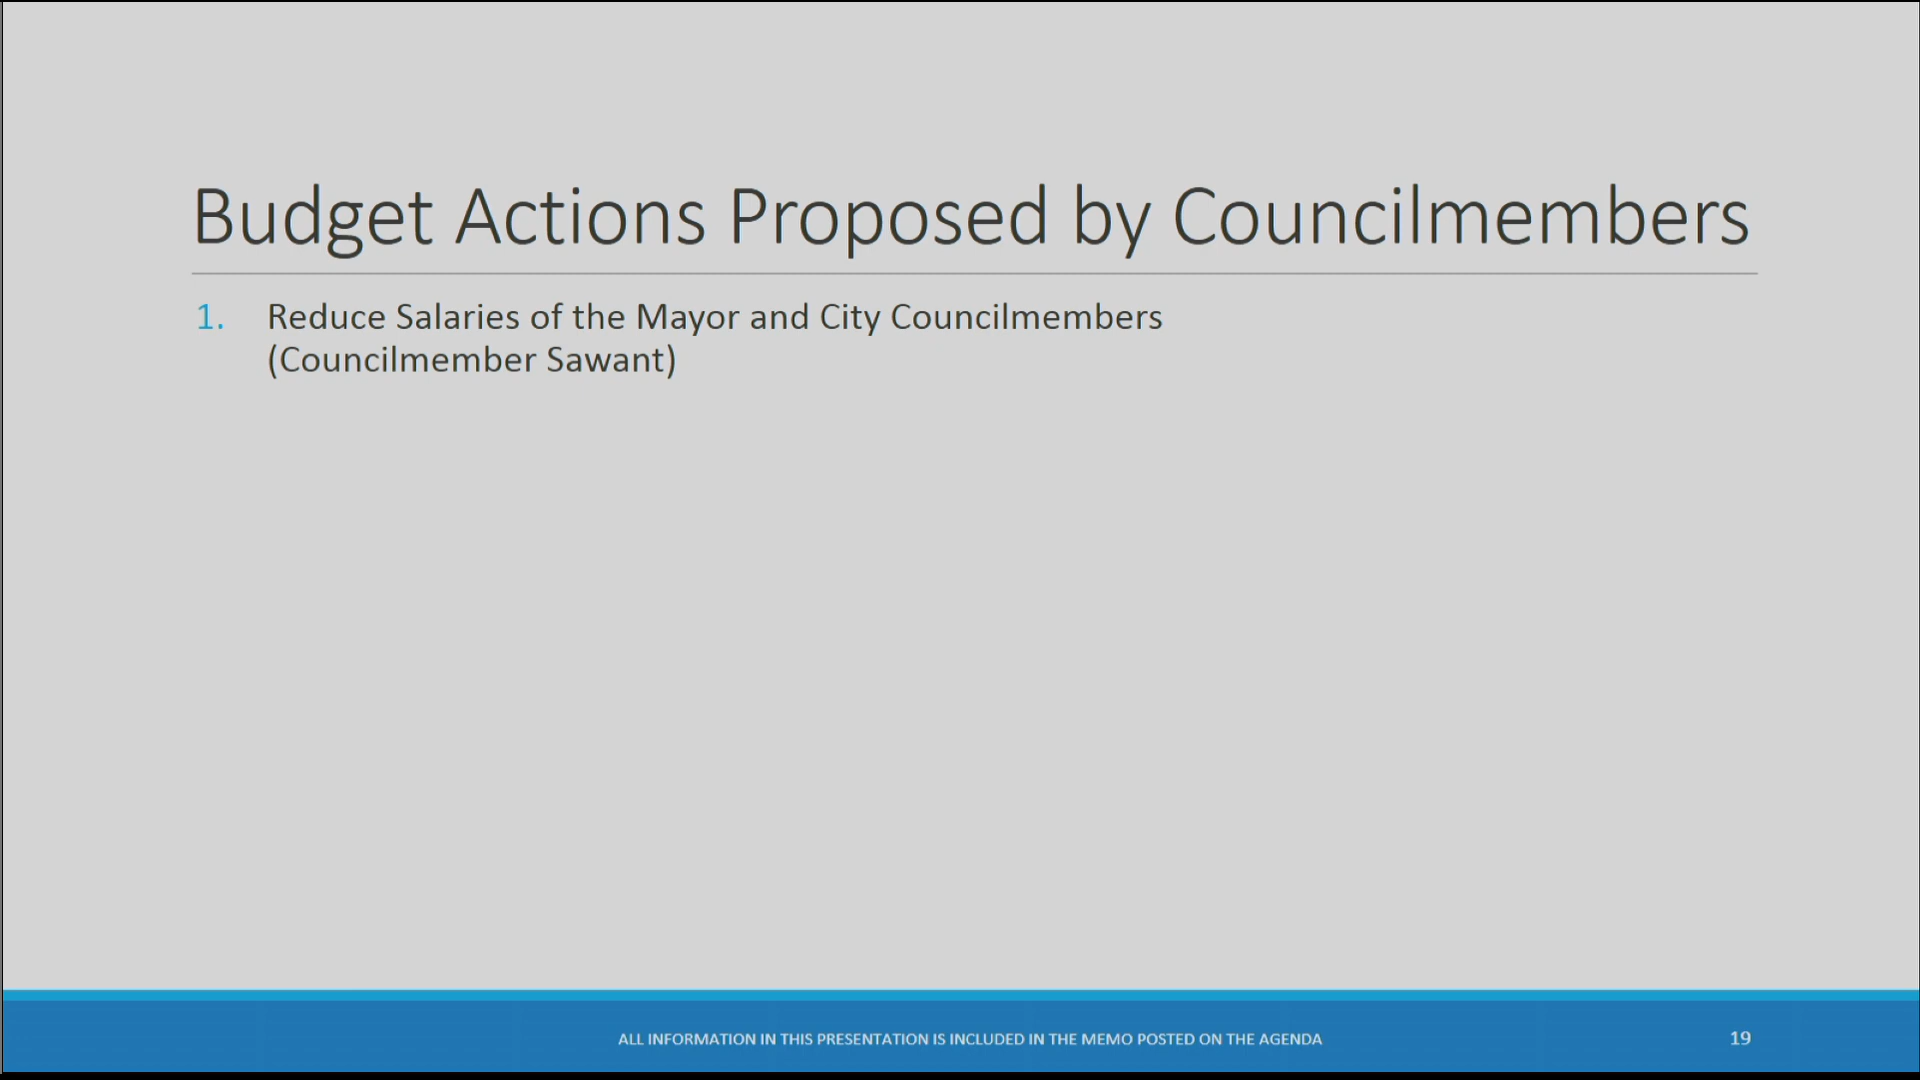 Budget Actions Proposed by Councilmembers
1. Reduce Salaries of the Mayor and City Councilmembers
(Councilmember Sawant)
ALL INFORMATION IN THIS PRESENTATION IS INCLUDED IN THE MEMO POSTED ON THE AGENDA
19